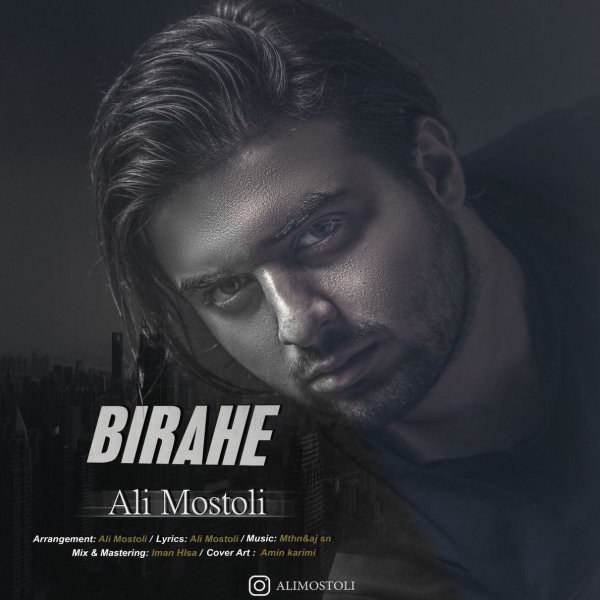 BIRAHE
Ali Mostoli
Arrangement: Ali Mostoli / Lyrics: Ali Mostoli / Music: Mthn&aj sn
Mix & Mastering: Iman Hlsa / Cover Art : Amin karimi
ALIMOSTOLI